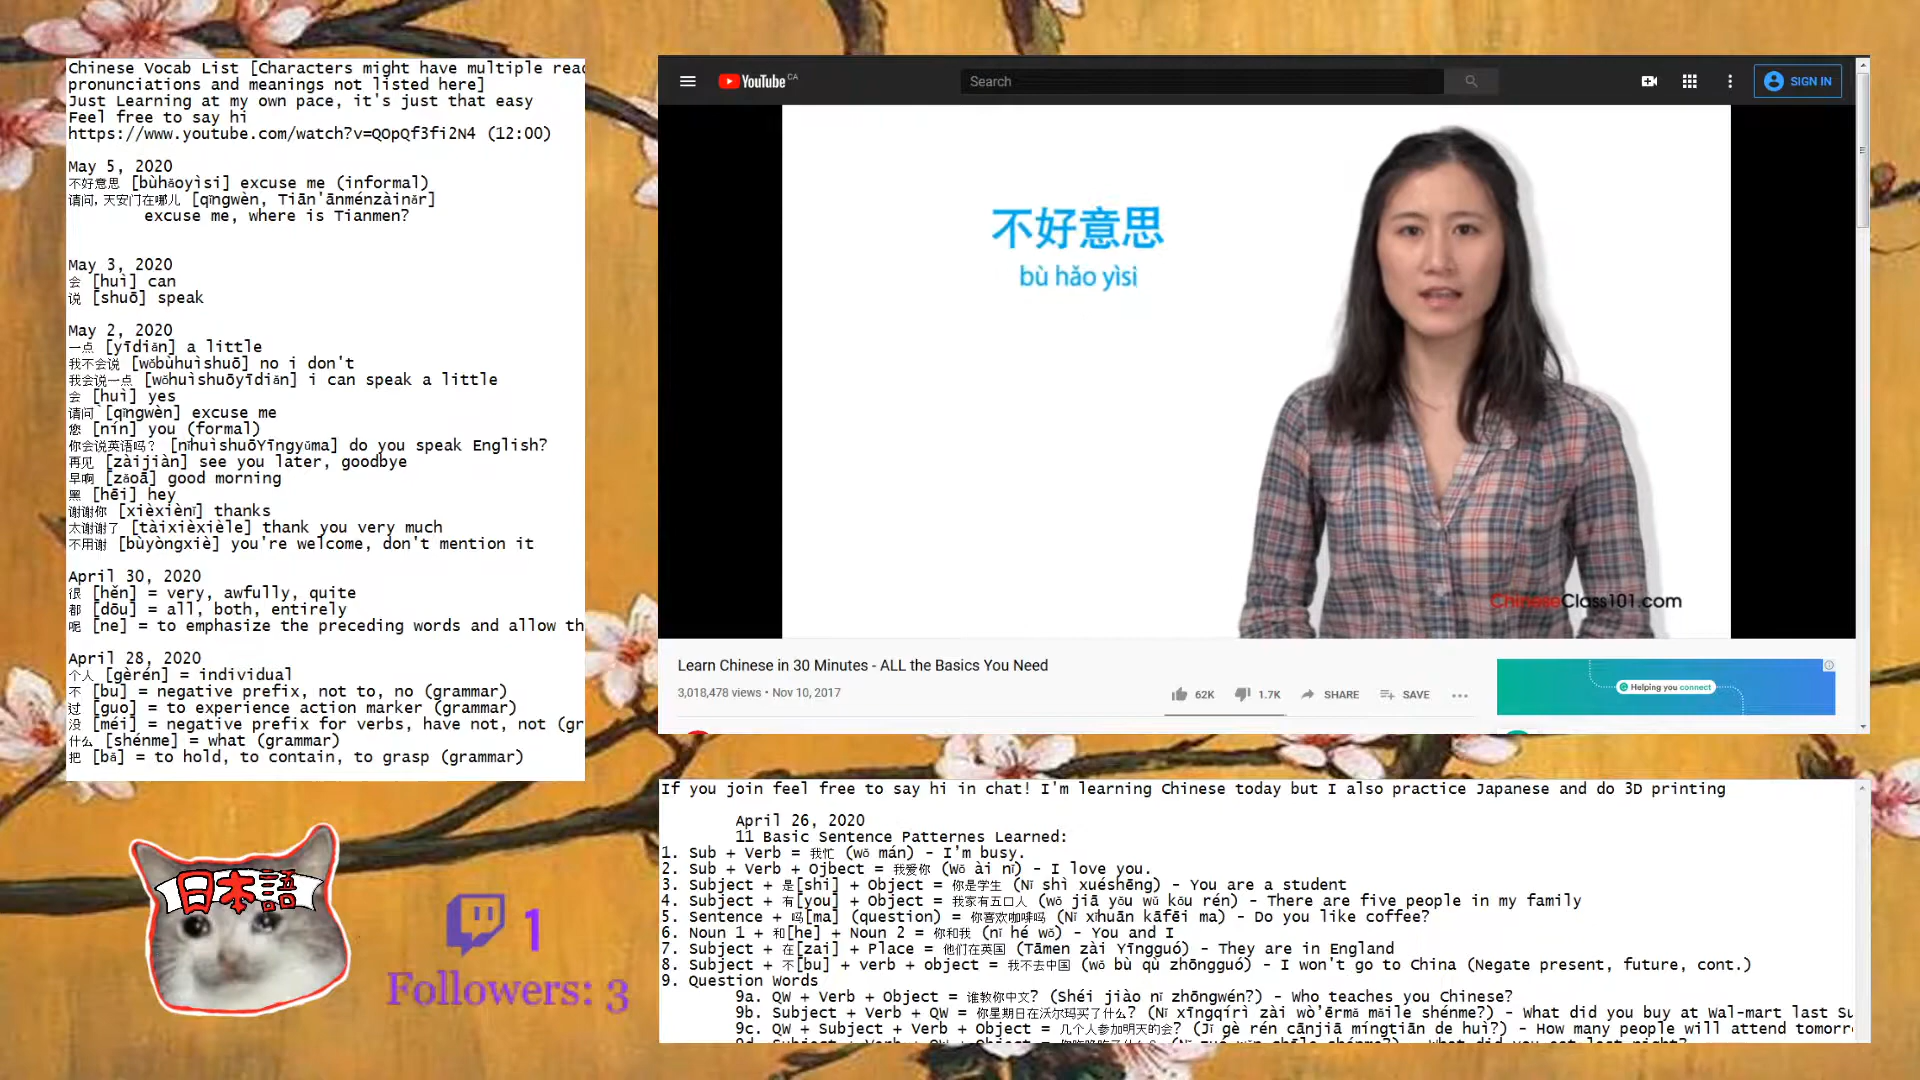 Chinese Vocab List [Characters might have multiple read
pronunciations and meanings not listed here]
Just Learning at my own pace, it's just that easy
Feel free to say hi
https://www.youtube.com/watch?v=QOpQf3fi2N4 (12:00)
May 5, 2020
不好意思 [bùhǎoyìsi] excuse me (informal)
请问，天安门在哪儿 [qǐngwèn, Tiān'ānménzàinǎr]
excuse me, where is Tianmen?
May 3, 2020
会 [huì] can
说 [shuō] speak
May 2, 2020
一点 [yīdiǎn] a little
我不会说 [wǒbùhuìshuō] no i don't
我会说一点 [wǒhuìshuōyīdiǎn] i can speak a little
会 [huì] yes
请问 [qǐngwèn] excuse me
您 [nín] you (formal)
你会说英语吗? [nǐhuìshuōYīngyǔma] do you speak English?
再见 [zàijiàn] see you later, goodbye
早啊 [zǎoā] good morning
黑 [hēi] hey
谢谢你 [xièxiènǐ] thanks
太谢谢了 [tàixièxièle] thank you very much
不用谢 [bùyòngxiè] you're welcome, don't mention it
April 30, 2020
很 [hěn] = very, awfully, quite
都 [dōu] = all, both, entirely
呢 [ne] = to emphasize the preceding words and allow th
April 28, 2020
个人 [gèrén] = individual
不 [bu] = negative prefix, not to, no (grammar)
过 [guo] = to experience action marker (grammar)
没 [méi] = negative prefix for verbs, have not, not (gr
什么 [shénme] = what (grammar)
把 [bǎ] = to hold, to contain, to grasp (grammar)
YouTube CA
Search
SIGN IN
不好意思
bù hǎo yìsi
ChineseClass101.com
Learn Chinese in 30 Minutes - ALL the Basics You Need
3,018,478 views • Nov 10, 2017
62K 1.7K SHARE SAVE
Helping you connect
If you join feel free to say hi in chat! I'm learning Chinese today but I also practice Japanese and do 3D printing
April 26, 2020
11 Basic Sentence Patternes Learned:
1. Sub + Verb = 我忙 (wǒ mán) - I'm busy.
2. Sub + Verb + Ojbect = 我爱你 (Wǒ ài nǐ) - I love you.
3. Subject + 是[shi] + Object = 你是学生 (Nǐ shì xuéshēng) - You are a student
4. Subject + 有[you] + Object = 我家有五口人 (wǒ jiā yǒu wǔ kǒu rén) - There are five people in my family
5. Sentence + 吗[ma] (question) = 你喜欢咖啡吗 (Nǐ xǐhuān kāfēi ma) - Do you like coffee?
6. Noun 1 + 和[he] + Noun 2 = 你和我 (nǐ hé wǒ) - You and I
7. Subject + 在[zai] + Place = 他们在英国 (Tāmen zài Yīngguó) - They are in England
8. Subject + 不[bu] + verb + object = 我不去中国 (wǒ bù qù zhōngguó) - I won't go to China (Negate present, future, cont.)
9. Question Words
9a. QW + Verb + Object = 谁教你中文? (Shéi jiào nǐ zhōngwén?) - Who teaches you Chinese?
9b. Subject + Verb + QW = 你星期日在沃尔玛买了什么? (Nǐ xīngqírì zài wò'ērmǎ mǎile shénme?) - What did you buy at Wal-mart last Su
9c. QW + Subject + Verb + Object = 几个人参加明天的会? (Jǐ gè rén cānjiā míngtiān de huì?) - How many people will attend tomorr
日本語
1
Followers: 3